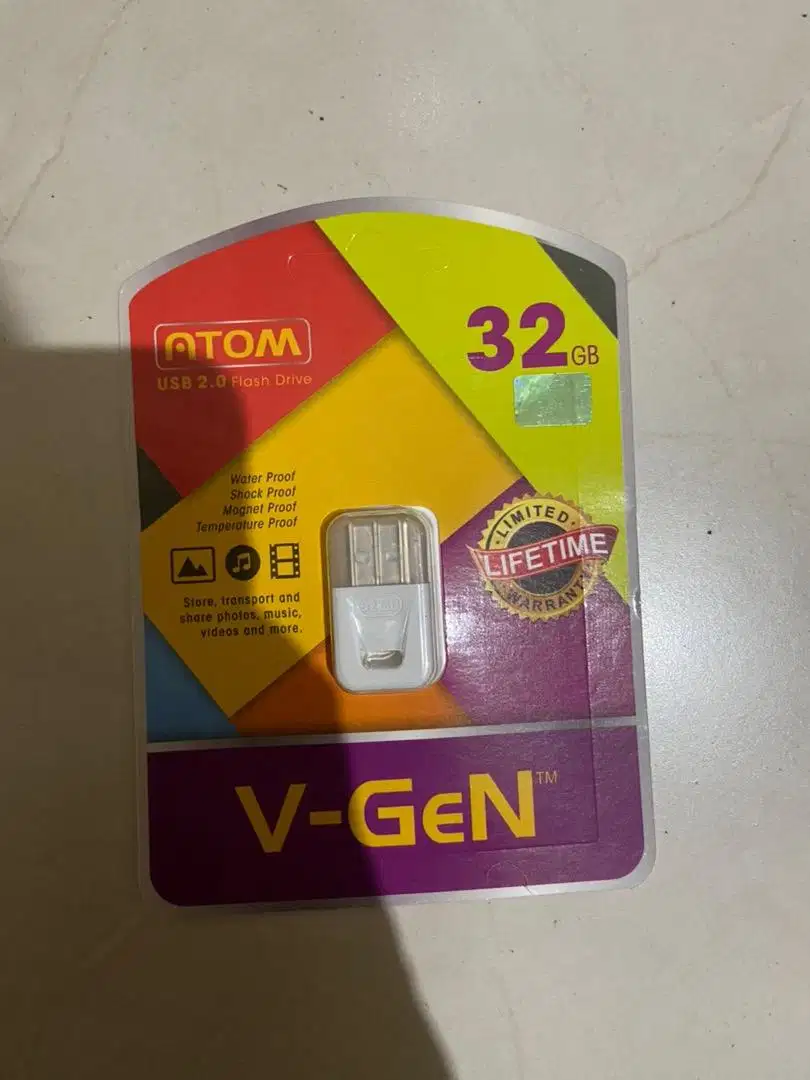 ATOM
USB 2.0 Flash Drive
32GB
Water Proof
Shock Proof
Magnet Proof
Temperature Proof
Store, transport and
share photos, music,
videos and more.
LIMITED
LIFETIME
WARRANTY
V-GeN™